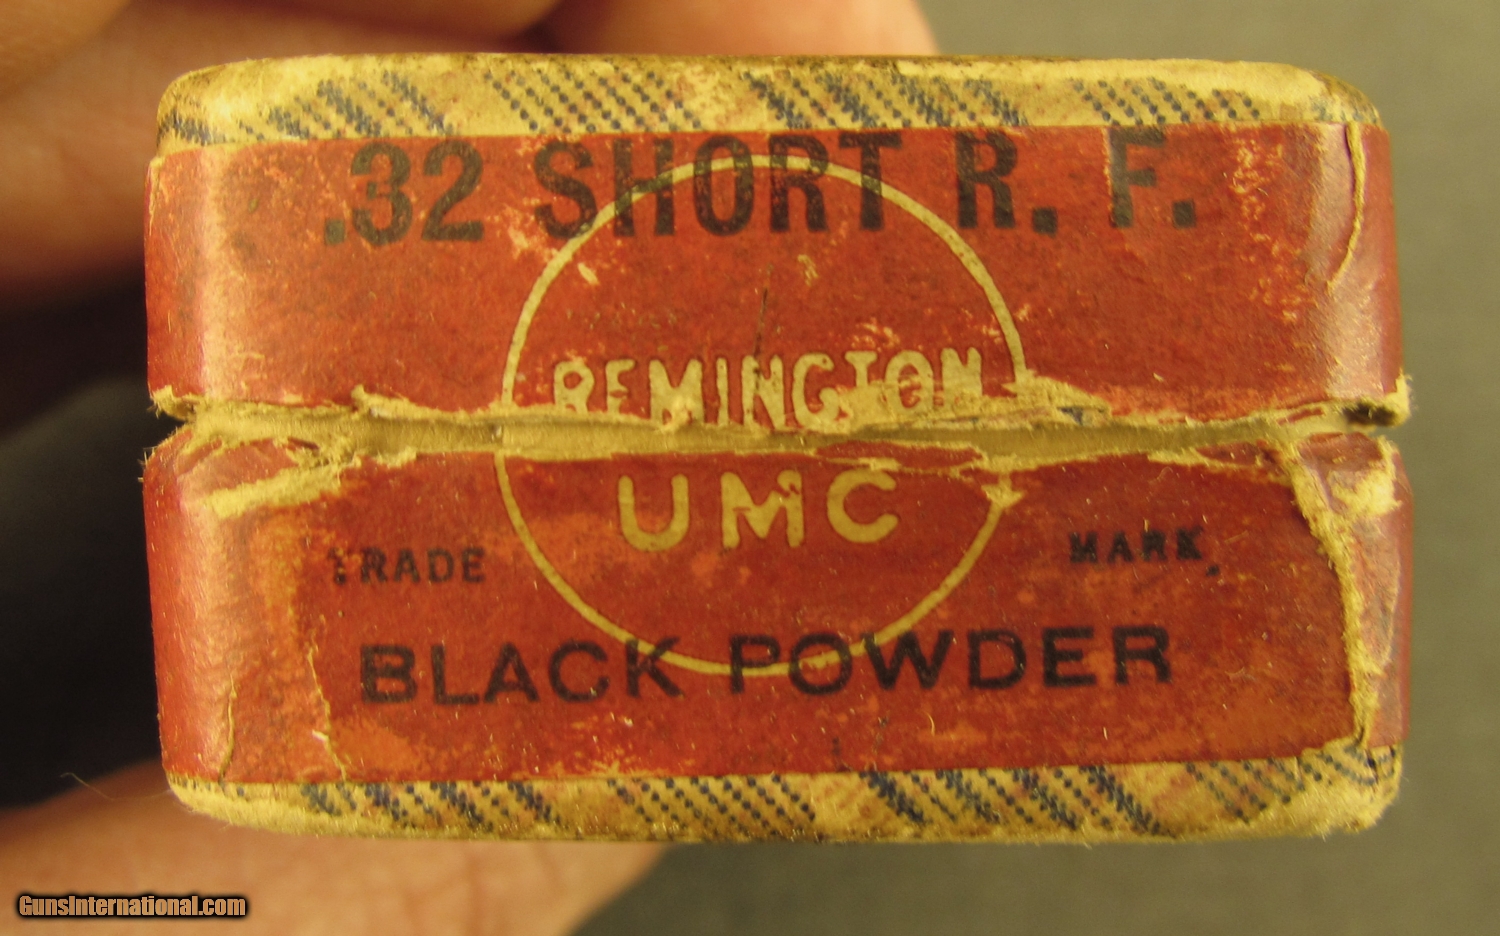 .32 SHORT R. F.
REMINGTON
UMC
TRADE MARK
BLACK POWDER
GunsInternational.com